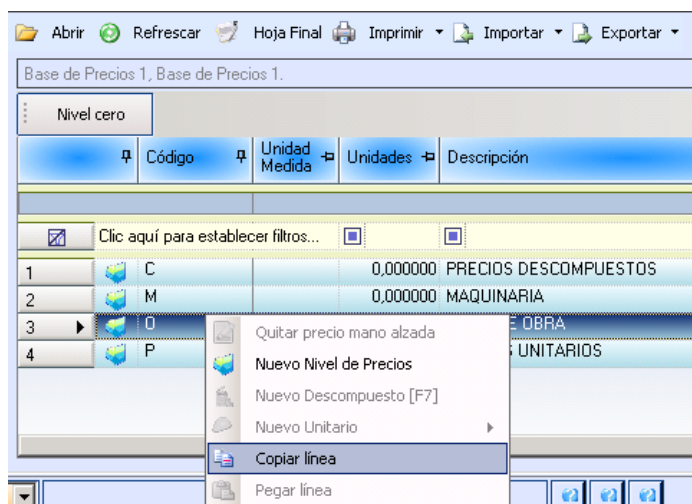 Abrir Refrescar Hoja Final Imprimir Importar Exportar
Base de Precios 1, Base de Precios 1.
Nivel cero
Código Unidad Medida Unidades Descripción
Clic aquí para establecer filtros...
1 C 0,000000 PRECIOS DESCOMPUESTOS
2 M 0,000000 MAQUINARIA
3 O E OBRA
4 P S UNITARIOS
Quitar precio mano alzada
Nuevo Nivel de Precios
Nuevo Descompuesto [F7]
Nuevo Unitario
Copiar línea
Pegar línea